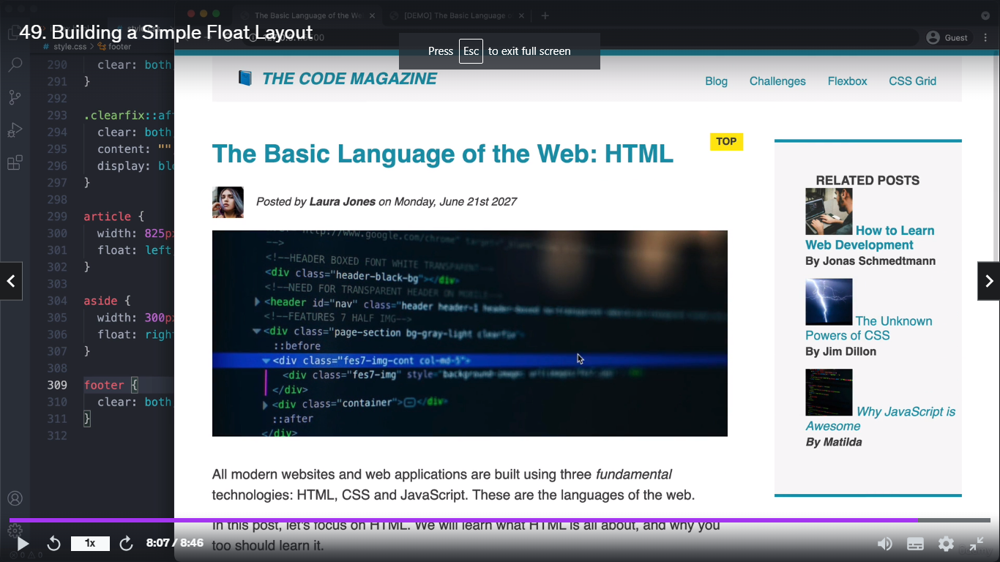 The Basic Language of the We
[DEMO] The Basic Language o
49. Building a Simple Float Layout
Guest
Press Esc to exit full screen
# style.css > footer
290 clear: both
291 }
292
293 .clearfix::af
294 clear: both
295 content: ""
296 display: blo
297 }
298
299 article {
300 width: 825p
301 float: left
302 }
303
304 aside {
305 width: 300p
306 float: righ
307 }
308
309 footer {
310 clear: both
311 }
312
THE CODE MAGAZINE
Blog Challenges Flexbox CSS Grid
The Basic Language of the Web: HTML
TOP
Posted by Laura Jones on Monday, June 21st 2027
http://www.google.com/chrome"
-->
<!--HEADER BOXED FONT WHITE TRANSPARENT-->
<div class="header-black-bg"></div>
<!--NEED FOR TRANSPARENT HEADER ON MOBILE-->
<header id="nav" class="header header-1
<!--FEATURES 7 HALF IMG-->
<div class="page-section bg-gray-light clearfix">
::before
<div class="fes7-img-cont col-md-5">
<div class="fes7-img" style="background-image:
</div>
<div class="container"></div>
::after
</div>
All modern websites and web applications are built using three fundamental
technologies: HTML, CSS and JavaScript. These are the languages of the web.
In this post, let's focus on HTML. We will learn what HTML is all about, and why you
too should learn it.
RELATED POSTS
How to Learn
Web Development
By Jonas Schmedtmann
The Unknown
Powers of CSS
By Jim Dillon
Why JavaScript is
Awesome
By Matilda
1x
8:07 / 8:46